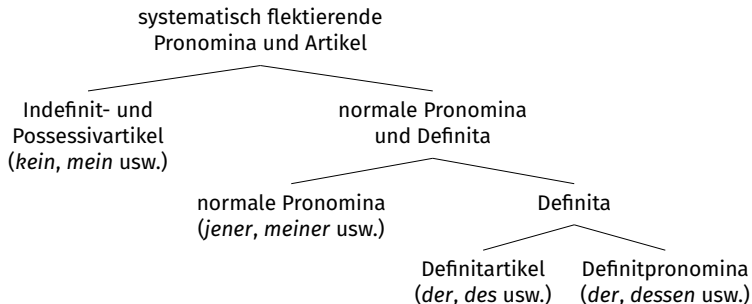 systematisch flektierende
Pronomina und Artikel
Indefinit- und
Possessivartikel
(kein, mein usw.)
normale Pronomina
und Definita
normale Pronomina
(jener, meiner usw.)
Definita
Definitartikel
(der, des usw.)
Definitpronomina
(der, dessen usw.)